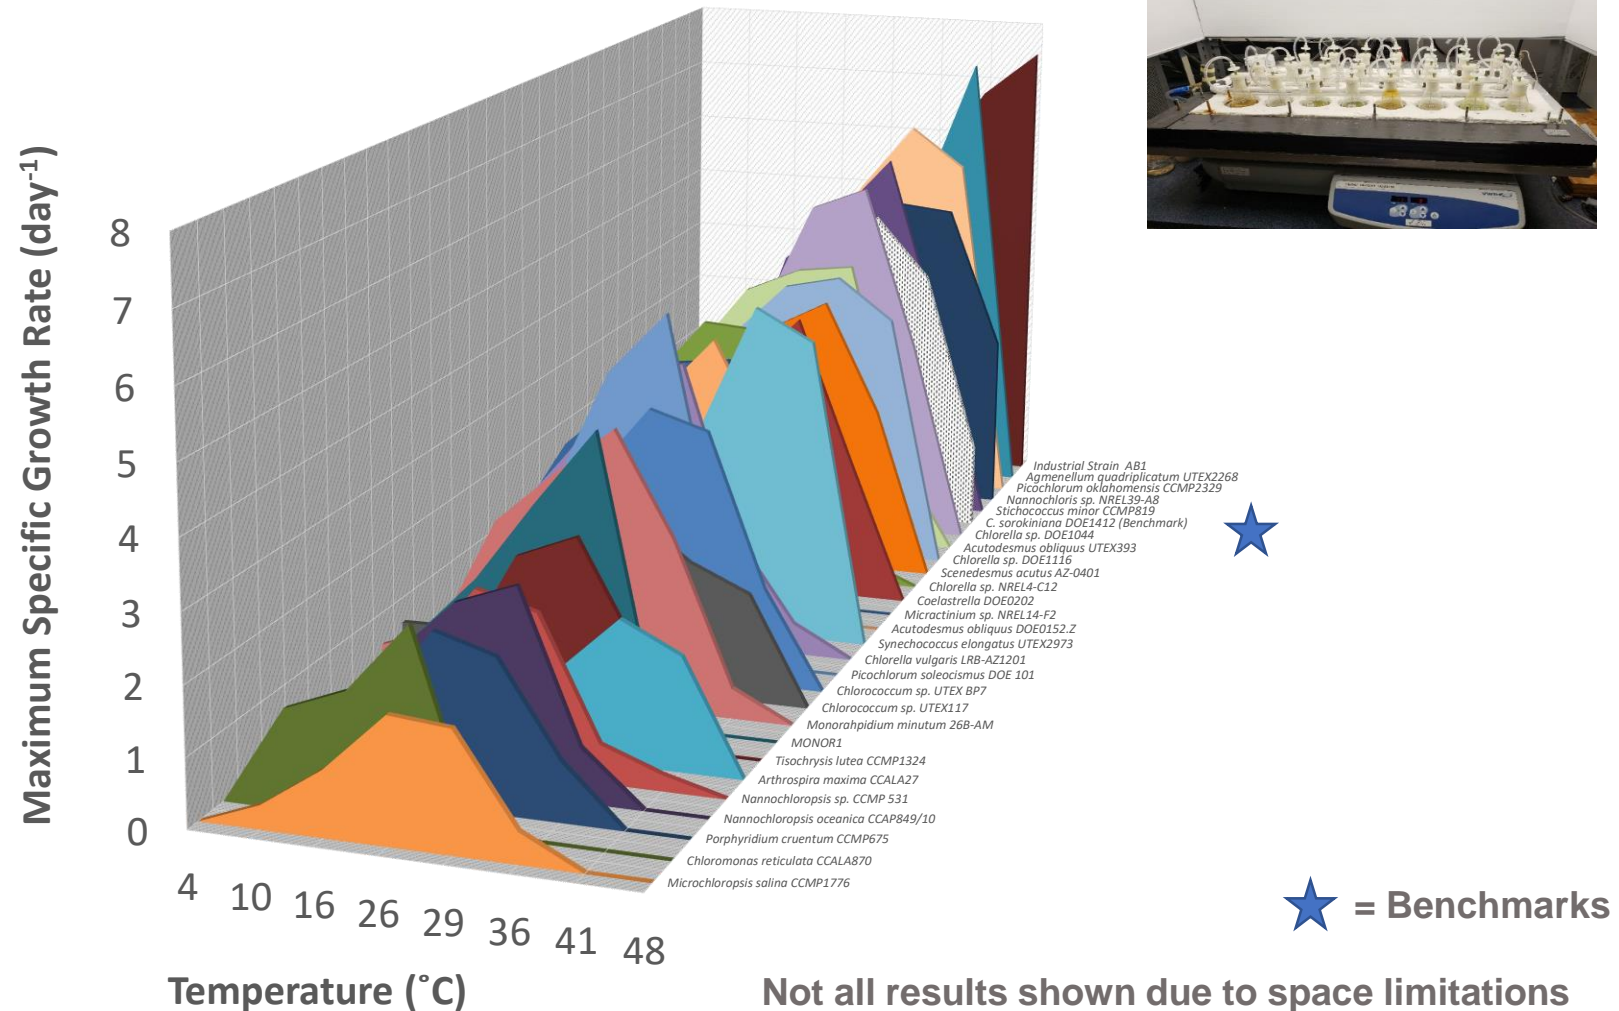 Maximum Specific Growth Rate (day-1)
8
7
6
5
4
3
2
1
0
4
10
16
26
29
36
41
48
Temperature (˚C)
Industrial Strain AB1
Agmenellum quadriplicatum UTEX2268
Picochlorum oklahomensis CCMP2329
Nannochloris sp. NREL39-A8
Stichococcus minor CCMP819
C. sorokiniana DOE1412 (Benchmark)
Chlorella sp. DOE1044
Acutodesmus obliquus UTEX393
Chlorella sp. DOE1116
Scenedesmus acutus AZ-0401
Chlorella sp. NREL4-C12
Coelastrella DOE0202
Micractinium sp. NREL14-F2
Acutodesmus obliquus DOE0152.Z
Synechococcus elongatus UTEX2973
Chlorella vulgaris LRB-AZ1201
Picochlorum soleocismus DOE 101
Chlorococcum sp. UTEX BP7
Chlorococcum sp. UTEX117
Monorahpidium minutum 26B-AM
MONOR1
Tisochrysis lutea CCMP1324
Arthrospira maxima CCALA27
Nannochloropsis sp. CCMP 531
Nannochloropsis oceanica CCAP849/10
Porphyridium cruentum CCMP675
Chloromonas reticulata CCALA870
Microchloropsis salina CCMP1776
= Benchmarks
Not all results shown due to space limitations